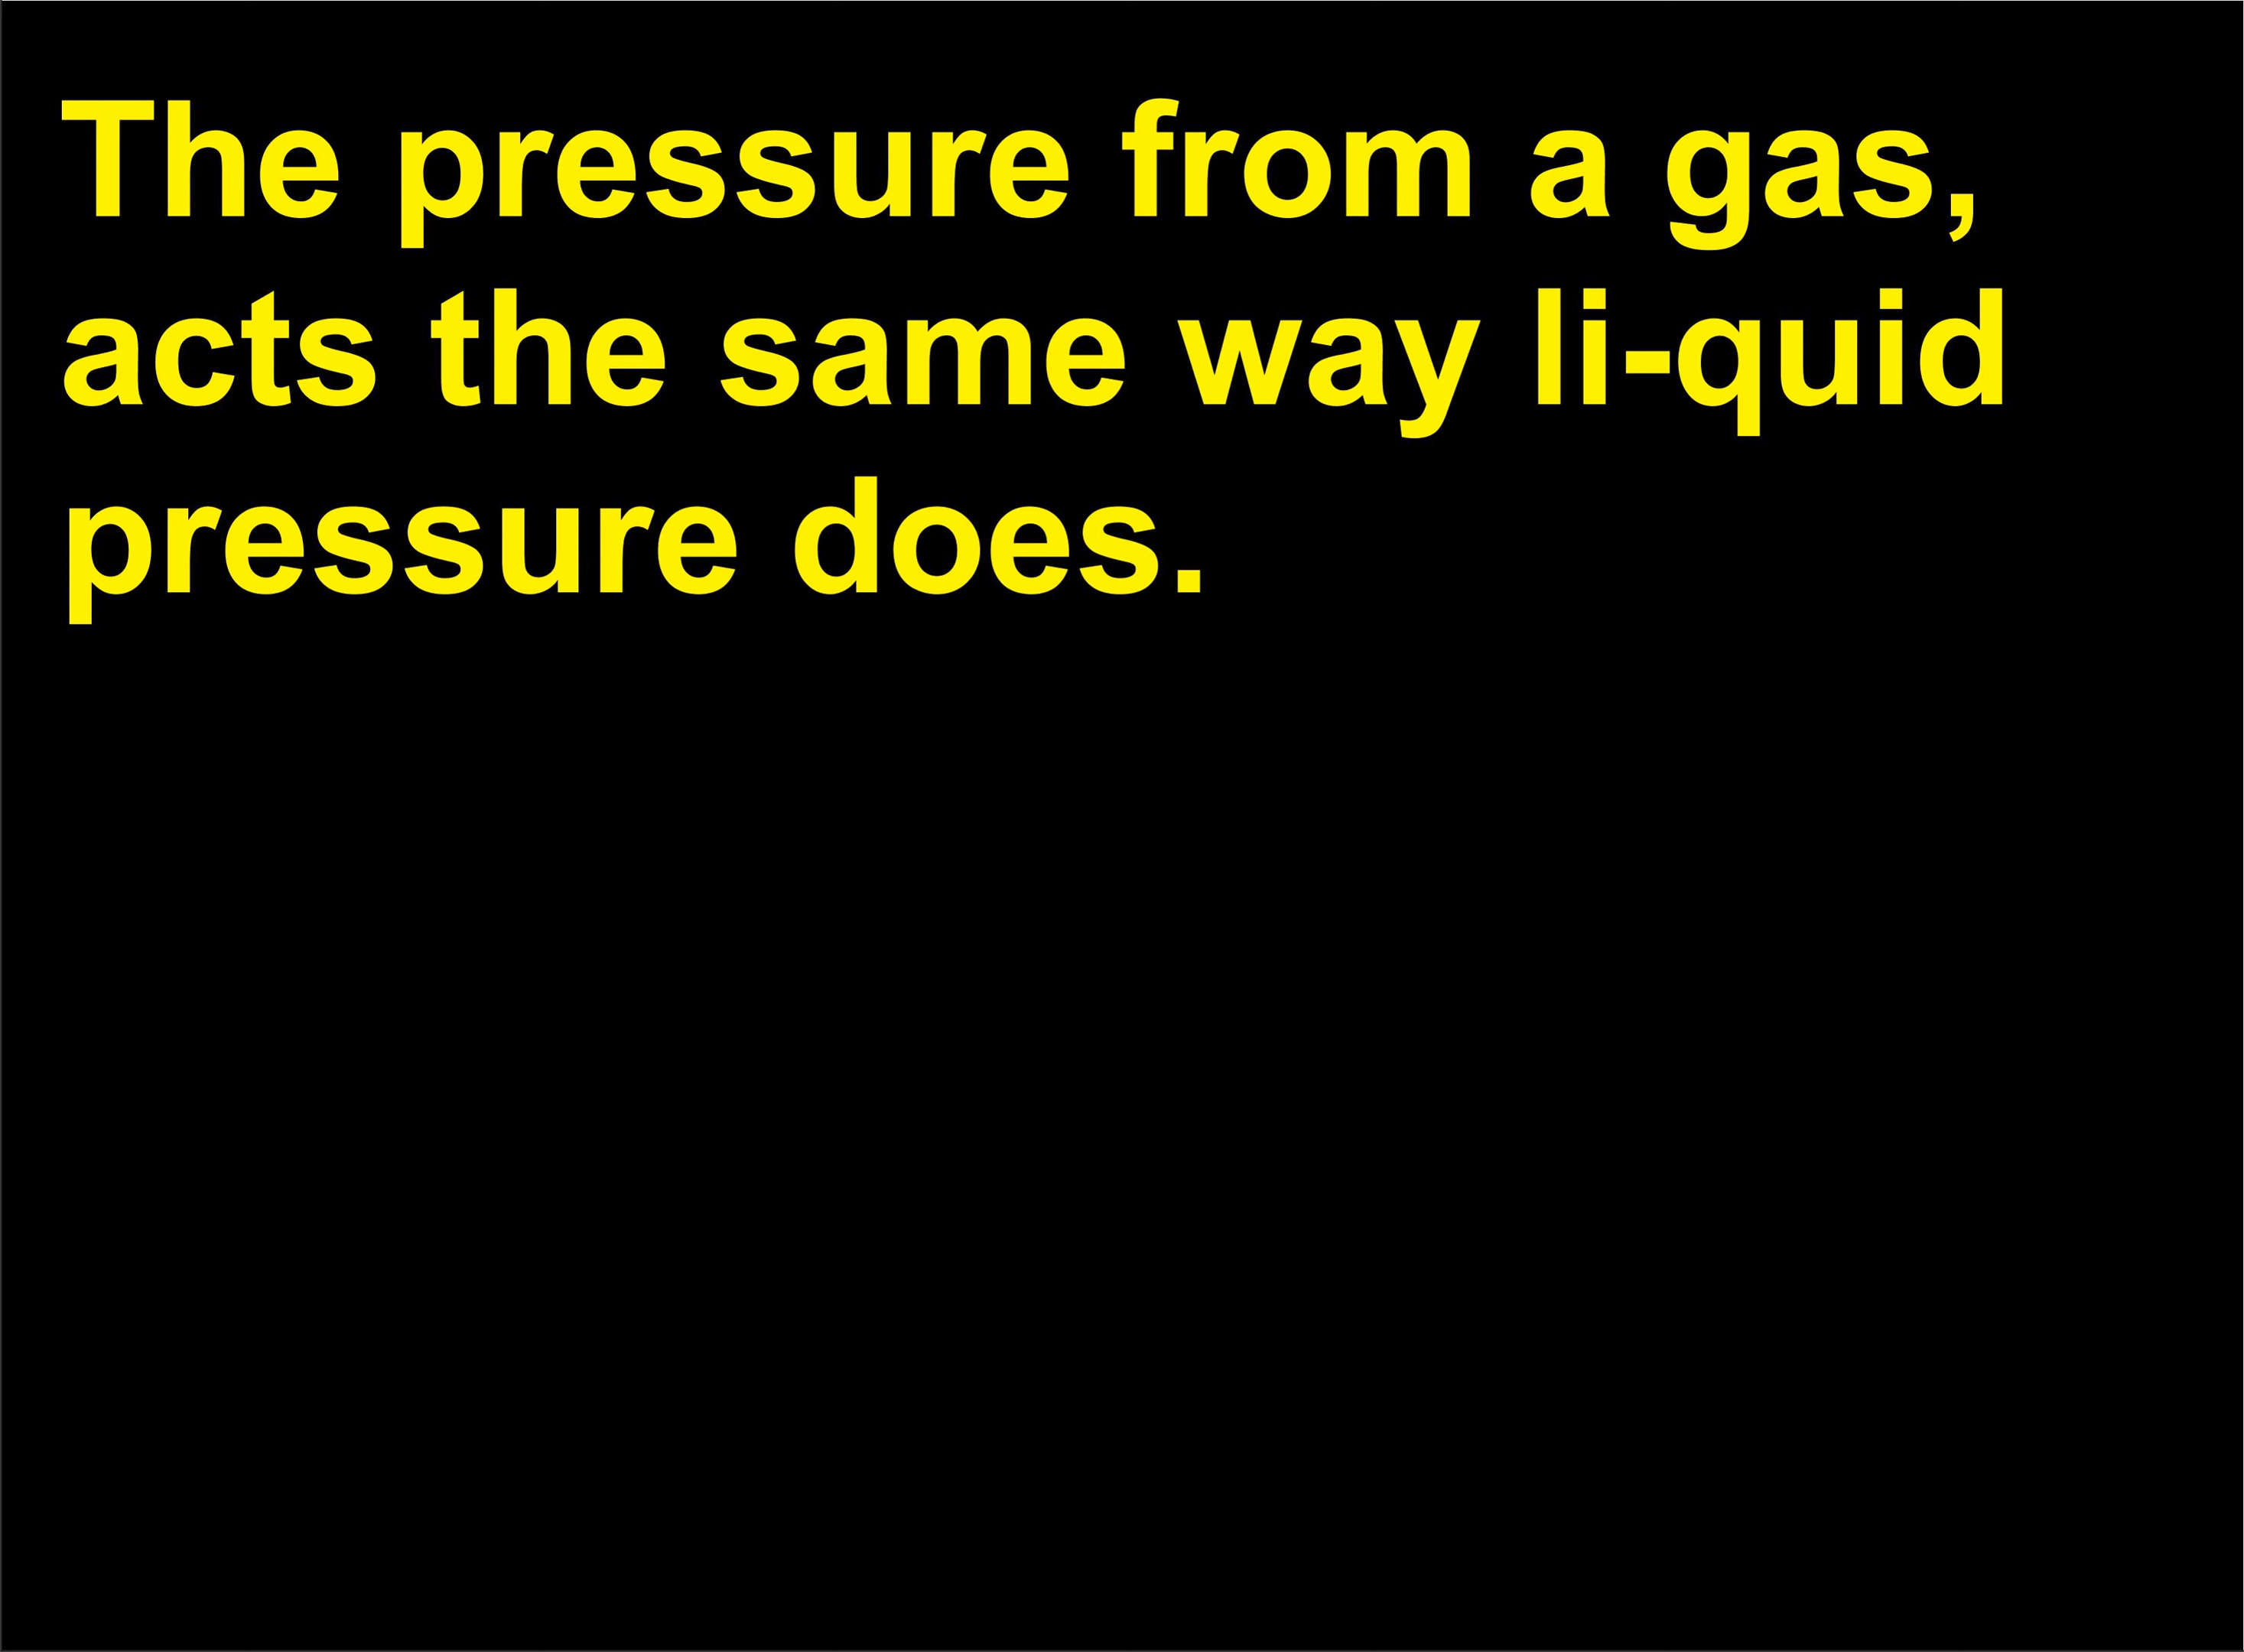 The pressure from a gas,
acts the same way li-quid
pressure does.